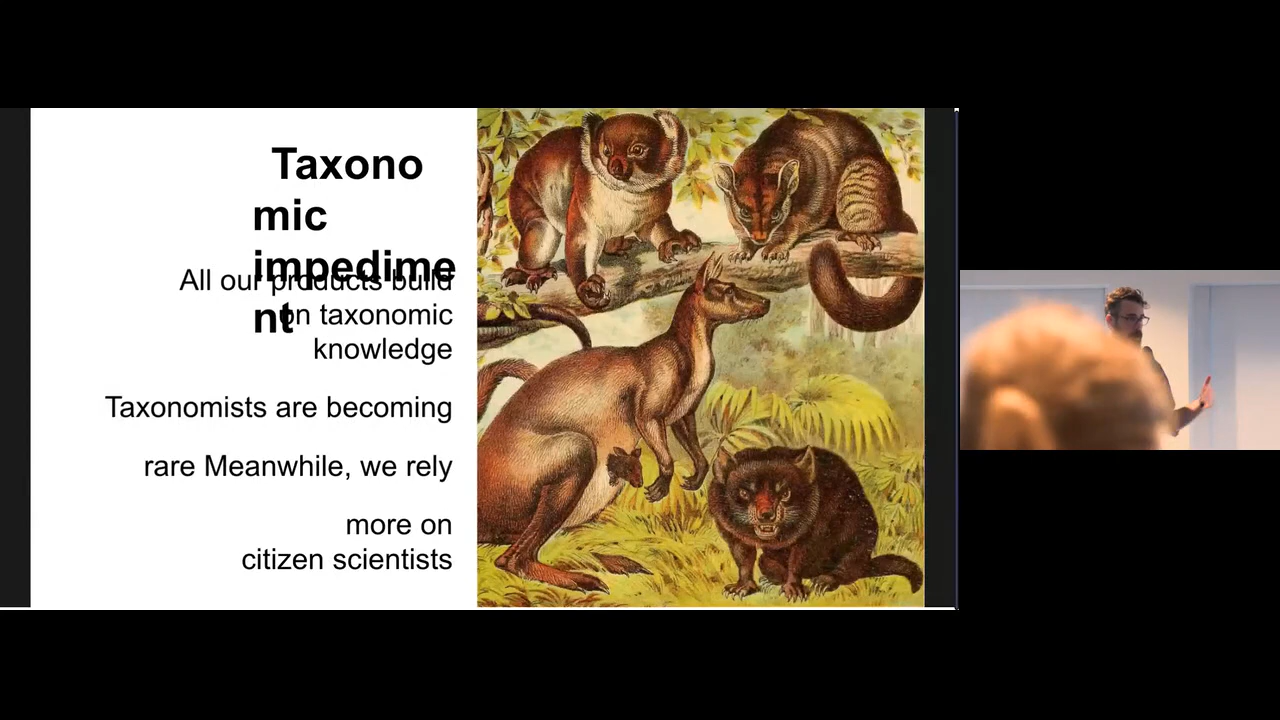 Taxono
mic
impedime
nt
All our products build
on taxonomic
knowledge
Taxonomists are becoming
rare Meanwhile, we rely
more on
citizen scientists